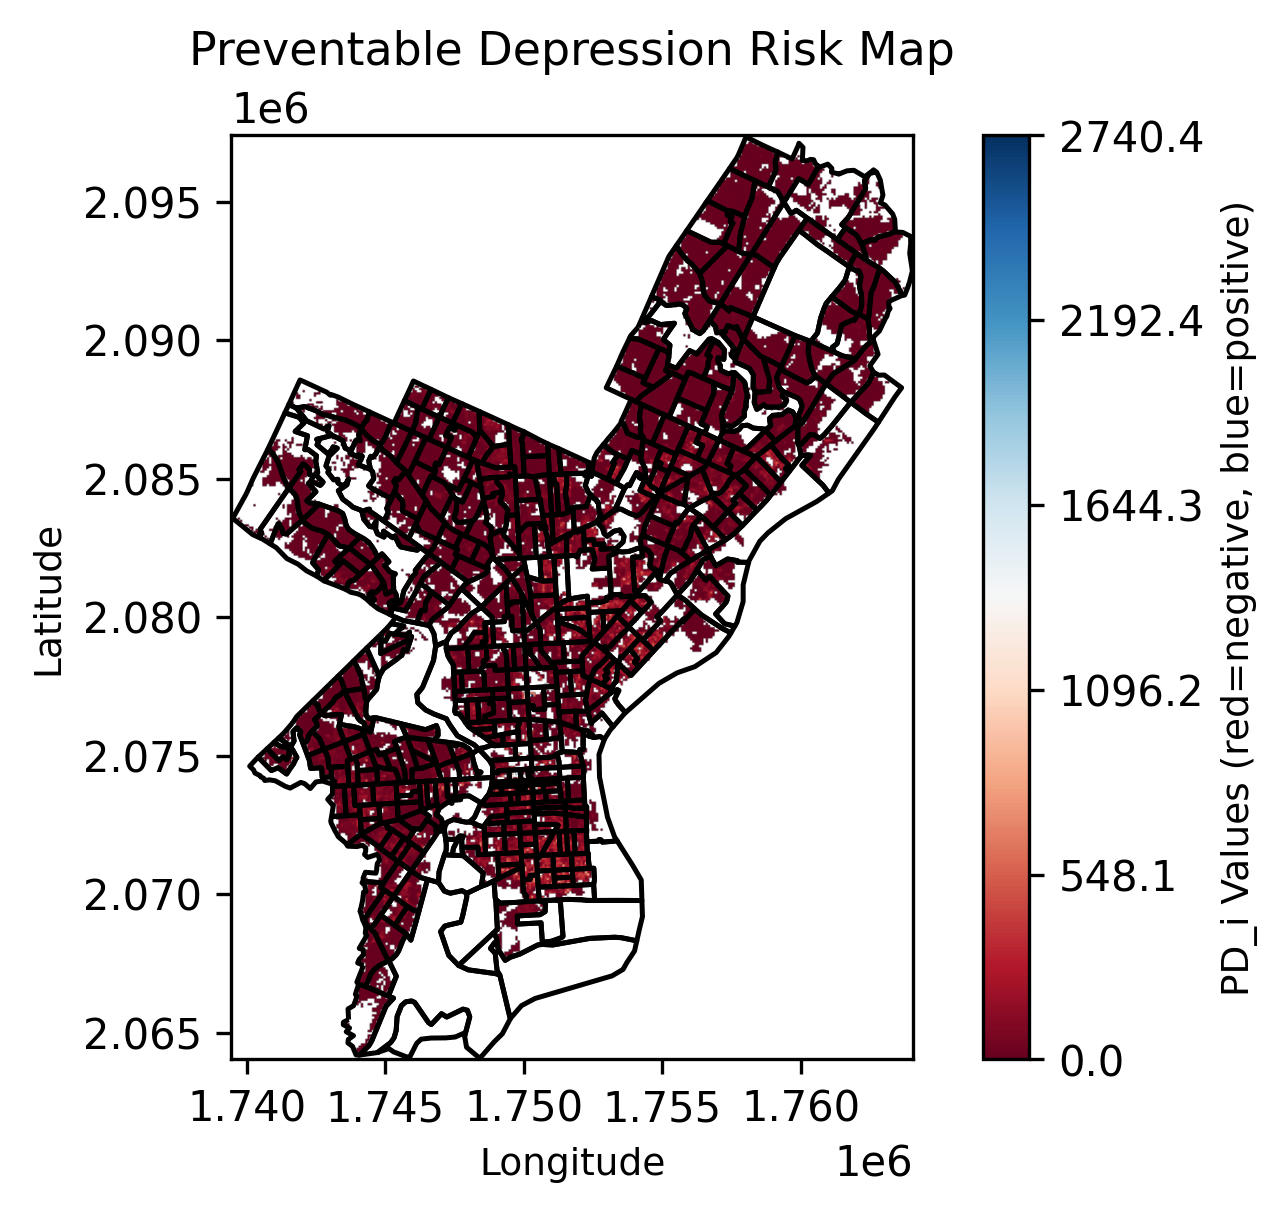 Preventable Depression Risk Map
1e6
2.095
2.090
2.085
2.080
2.075
2.070
2.065
Latitude
1.740 1.745 1.750 1.755 1.760
Longitude
1e6
2740.4
2192.4
1644.3
1096.2
548.1
0.0
PD_i Values (red=negative, blue=positive)